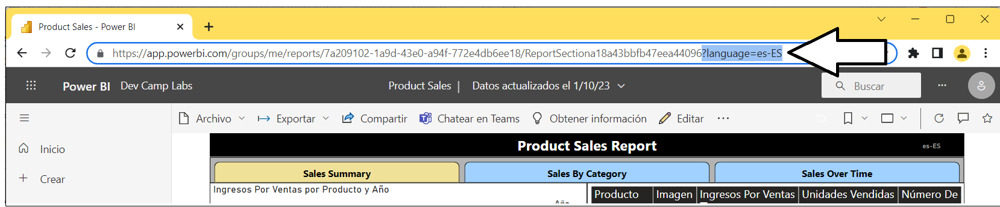 Product Sales - Power BI
https://app.powerbi.com/groups/me/reports/7a209102-1a9d-43e0-a94f-772e4db6ee18/ReportSectiona18a43bbfb47eea44096?language=es-ES
Power BI Dev Camp Labs Product Sales | Datos actualizados el 1/10/23 Buscar
Archivo Exportar Compartir Chatear en Teams Obtener información Editar
Inicio
Crear
Product Sales Report es-ES
Sales Summary Sales By Category Sales Over Time
Ingresos Por Ventas por Producto y Año
Año
Producto Imagen Ingresos Por Ventas Unidades Vendidas Número De